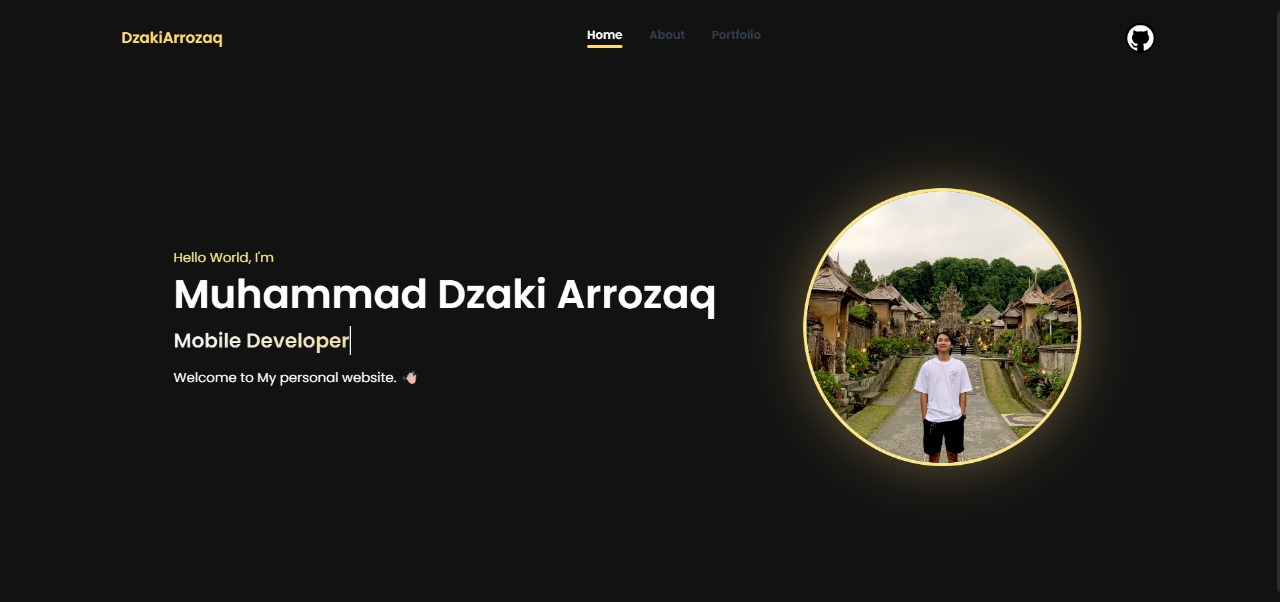 DzakiArrozaq
Home About Portfolio
Hello World, I'm
Muhammad Dzaki Arrozaq
Mobile Developer
Welcome to My personal website. 👋🏻